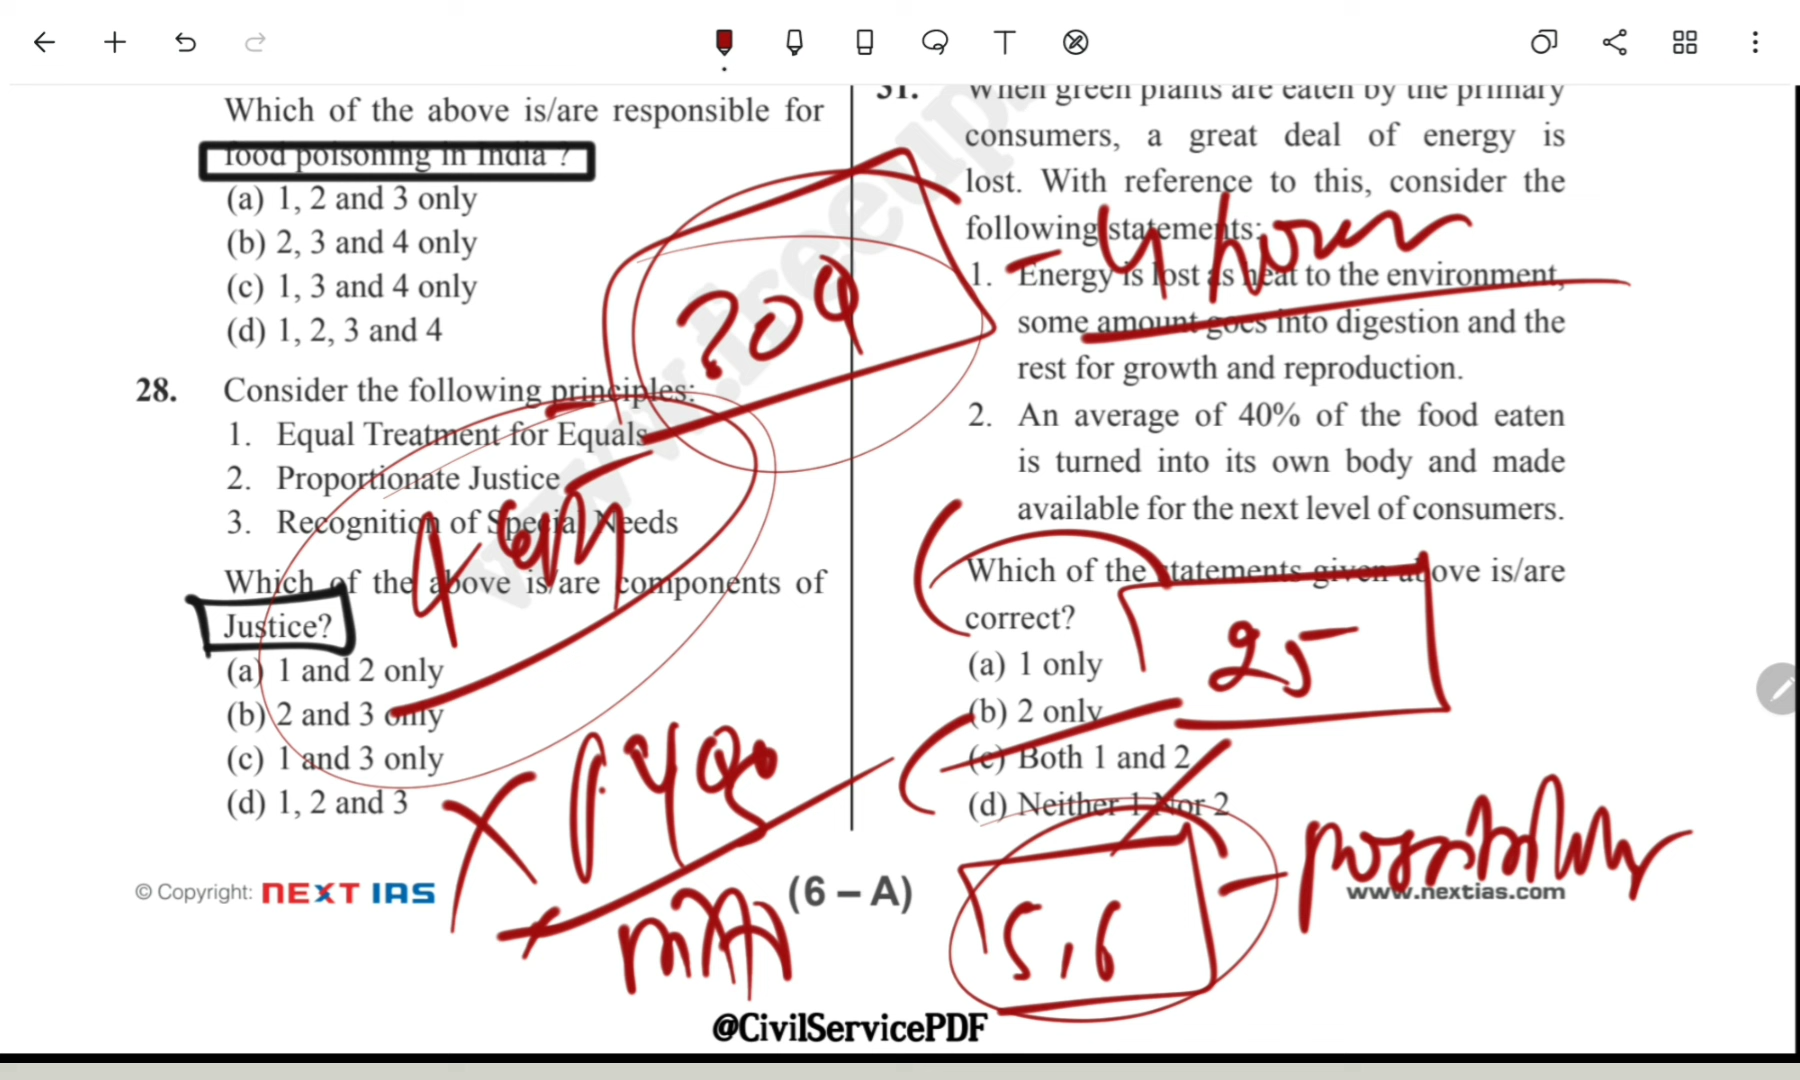 Which of the above is/are responsible for
food poisoning in India ?
(a) 1, 2 and 3 only
(b) 2, 3 and 4 only
(c) 1, 3 and 4 only
(d) 1, 2, 3 and 4
28. Consider the following principles:
1. Equal Treatment for Equals
2. Proportionate Justice
3. Recognition of Special Needs
Which of the above is/are components of
Justice?
(a) 1 and 2 only
(b) 2 and 3 only
(c) 1 and 3 only
(d) 1, 2 and 3
31. When green plants are eaten by the primary
consumers, a great deal of energy is
lost. With reference to this, consider the
following statements:
1. Energy is lost as heat to the environment,
some amount goes into digestion and the
rest for growth and reproduction.
2. An average of 40% of the food eaten
is turned into its own body and made
available for the next level of consumers.
Which of the statements given above is/are
correct?
(a) 1 only
(b) 2 only
(c) Both 1 and 2
(d) Neither 1 Nor 2
- 4 hour
25
5,6
© Copyright: NEXT IAS
(6 – A)
www.nextias.com
@CivilServicePDF